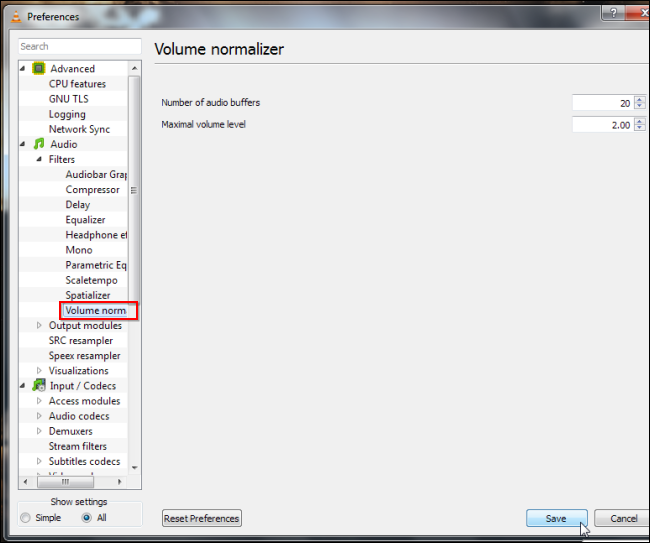 Preferences
?
X
Search
Volume normalizer
Advanced
CPU features
GNU TLS
Logging
Network Sync
Audio
Filters
Audiobar Grap
Compressor
Delay
Equalizer
Headphone ef
Mono
Parametric Eq
Scaletempo
Spatializer
Volume norma
Output modules
SRC resampler
Speex resampler
Visualizations
Input / Codecs
Access modules
Audio codecs
Demuxers
Stream filters
Subtitles codecs
Number of audio buffers 20
Maximal volume level 2.00
Show settings
Simple All
Reset Preferences
Save
Cancel